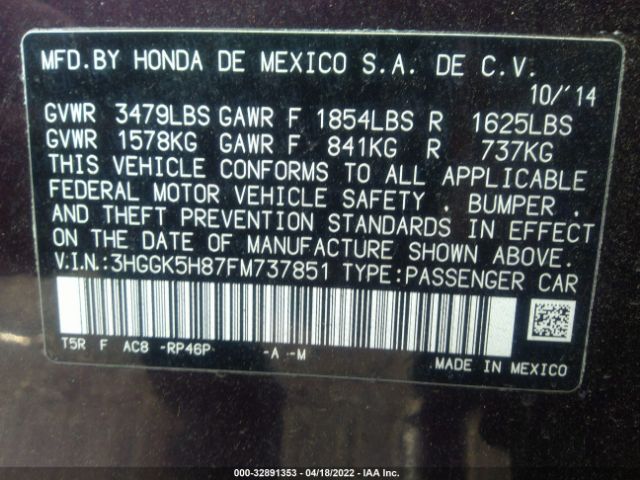 MFD.BY HONDA DE MEXICO S.A. DE C.V.
10/'14
GVWR 3479LBS GAWR F 1854LBS R 1625LBS
GVWR 1578KG GAWR F 841KG R 737KG
THIS VEHICLE CONFORMS TO ALL APPLICABLE
FEDERAL MOTOR VEHICLE SAFETY , BUMPER ,
AND THEFT PREVENTION STANDARDS IN EFFECT
ON THE DATE OF MANUFACTURE SHOWN ABOVE.
V.I.N.:3HGGK5H87FM737851 TYPE:PASSENGER CAR
T5R F AC8 -RP46P -A -M
MADE IN MEXICO
000-32891353 - 04/18/2022 - IAA Inc.